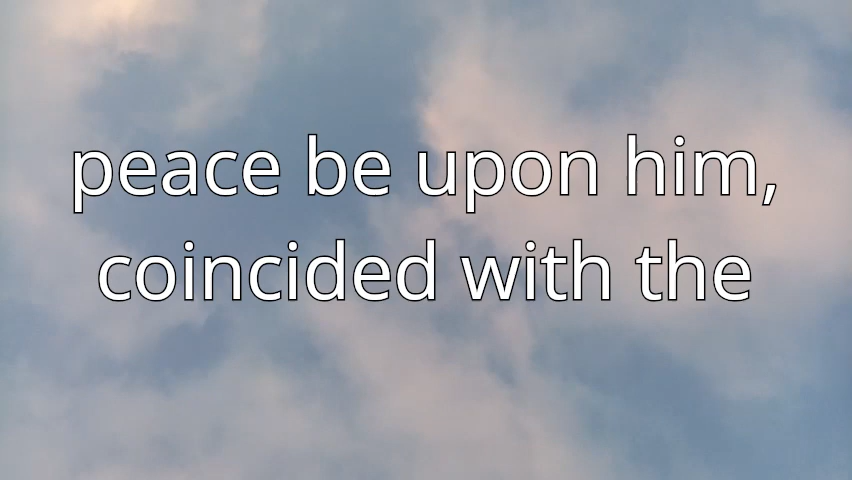 peace be upon him,
coincided with the